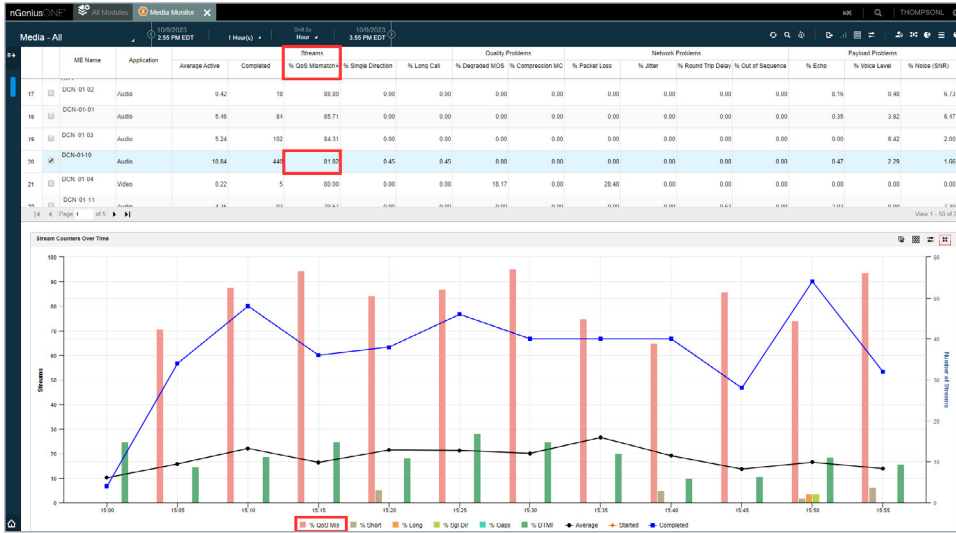 nGeniusONE All Modules Media Monitor X THOMPSONL
Media - All 10/9/2023 2:55 PM EDT 1 Hour(s) Shift By Hour 10/9/2023 3:55 PM EDT
Streams Quality Problems Network Problems Payload Problems
ME Name Application Average Active Completed % QoS Mismatch % Single Direction % Long Call % Degraded MOS % Compression MO % Packet Loss % Jitter % Round Trip Delay % Out of Sequence % Echo % Voice Level % Noise (SNR)
17 DCN-01-02 Audio 0.42 18 88.89 0.00 0.00 0.00 0.00 0.00 0.00 0.00 0.00 8.16 0.48 6.73
18 DCN-01-01 Audio 5.46 84 85.71 0.00 0.00 0.00 0.00 0.00 0.00 0.00 0.00 0.35 3.92 6.47
19 DCN-01-03 Audio 5.24 102 84.31 0.00 0.00 0.00 0.00 0.00 0.00 0.00 0.00 0.00 6.42 2.00
20 DCN-01-10 Audio 10.84 440 81.82 0.45 0.45 0.00 0.00 0.00 0.00 0.00 0.00 0.47 2.29 1.66
21 DCN-01-04 Video 0.22 5 80.00 0.00 0.00 18.17 0.00 28.48 0.00 0.00 0.00 0.00 0.00 0.00
DCN-01-11
Page 1 of 5 View 1 - 50 of
Stream Counters Over Time
100
90
80
70
60
50
40
30
20
10
0
Streams
60
50
40
30
20
10
0
Number of Streams
15:00 15:05 15:10 15:15 15:20 15:25 15:30 15:35 15:40 15:45 15:50 15:55
% QoS Mis % Short % Long % Sgl Dir % Gaps % DTMF Average Started Completed